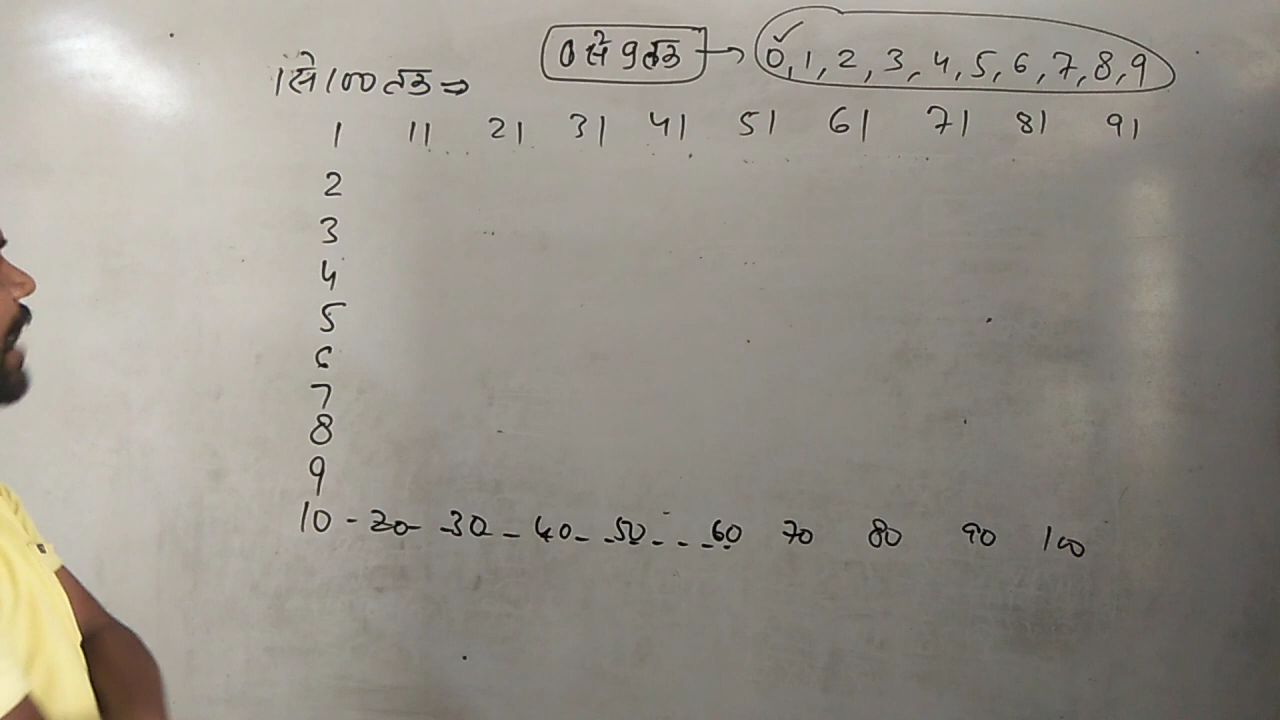 0 से 9 तक → 0, 1, 2, 3, 4, 5, 6, 7, 8, 9
1 से 100 तक ⇒
1 11 21 31 41 51 61 71 81 91
2
3
4
5
6
7
8
9
10 - 20 - 30 - 40 - - 50 - - - 60 70 80 90 100